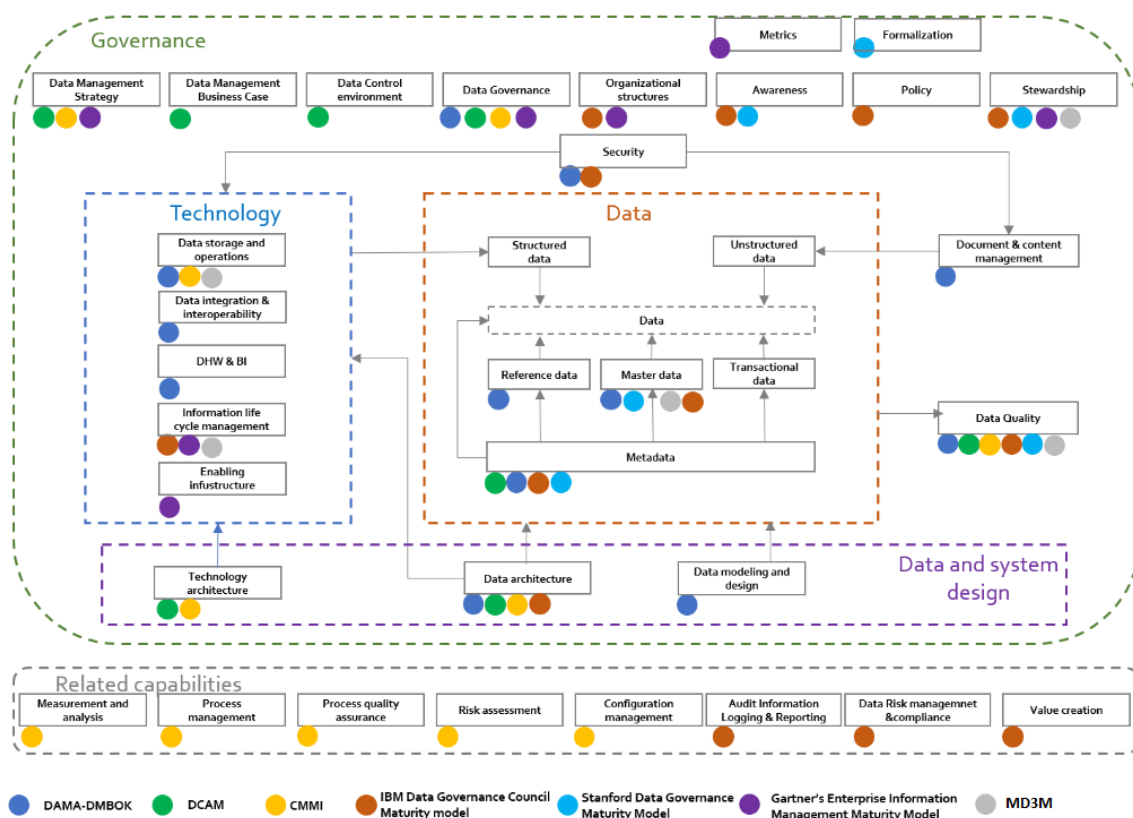 Governance
Metrics
Formalization
Data Management
Strategy
Data Management
Business Case
Data Control
environment
Data Governance
Organizational
structures
Awareness
Policy
Stewardship
Security
Technology
Data
Data storage and
operations
Structured
data
Unstructured
data
Document & content
management
Data integration &
interoperability
Data
DHW & BI
Reference data
Master data
Transactional
data
Information life
cycle management
Data Quality
Metadata
Enabling
infustructure
Data and system
design
Technology
architecture
Data architecture
Data modeling and
design
Related capabilities
Measurement and
analysis
Process
management
Process quality
assurance
Risk assessment
Configuration
management
Audit Information
Logging & Reporting
Data Risk managemnet
&compliance
Value creation
DAMA-DMBOK
DCAM
CMMI
IBM Data Governance Council
Maturity model
Stanford Data Governance
Maturity Model
Gartner's Enterprise Information
Management Maturity Model
MD3M